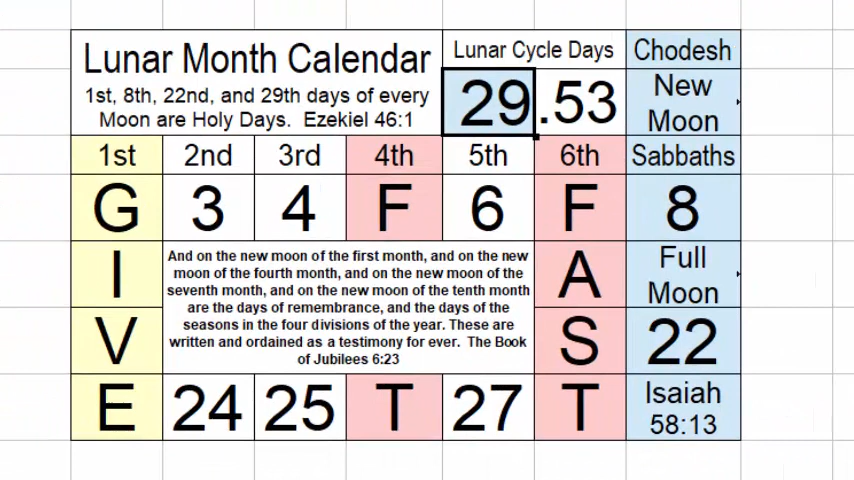 Lunar Month Calendar
1st, 8th, 22nd, and 29th days of every
Moon are Holy Days.  Ezekiel 46:1
Lunar Cycle Days
29.53
Chodesh
New
Moon
1st 2nd 3rd 4th 5th 6th Sabbaths
G 3 4 F 6 F 8
I
And on the new moon of the first month, and on the new
moon of the fourth month, and on the new moon of the
seventh month, and on the new moon of the tenth month
are the days of remembrance, and the days of the
seasons in the four divisions of the year. These are
written and ordained as a testimony for ever.  The Book
of Jubilees 6:23
A
Full
Moon
V S 22
E 24 25 T 27 T
Isaiah
58:13